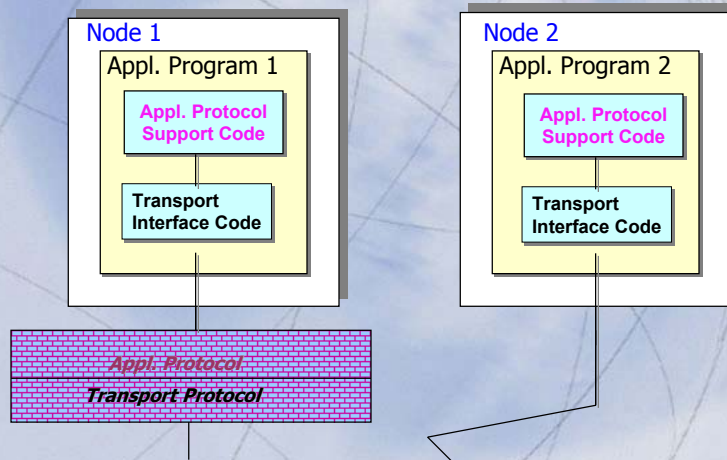 Node 1
Appl. Program 1
Appl. Protocol
Support Code
Transport
Interface Code
Node 2
Appl. Program 2
Appl. Protocol
Support Code
Transport
Interface Code
Appl. Protocol
Transport Protocol